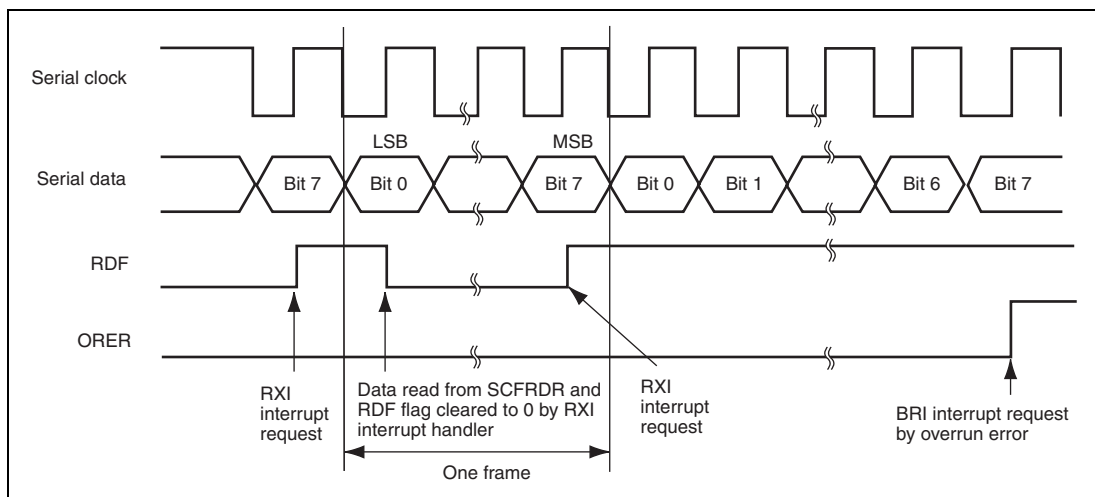 Serial clock
LSB
MSB
Serial data
Bit 7
Bit 0
Bit 7
Bit 0
Bit 1
Bit 6
Bit 7
RDF
ORER
RXI
interrupt
request
Data read from SCFRDR and
RDF flag cleared to 0 by RXI
interrupt handler
RXI
interrupt
request
BRI interrupt request
by overrun error
One frame